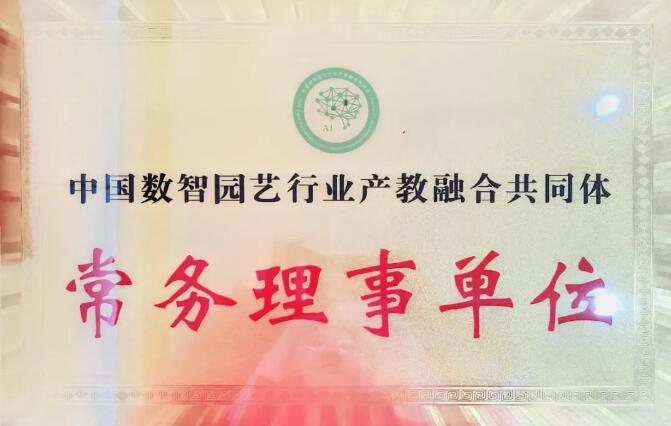 AI
中国数智园艺行业产教融合共同体
常务理事单位